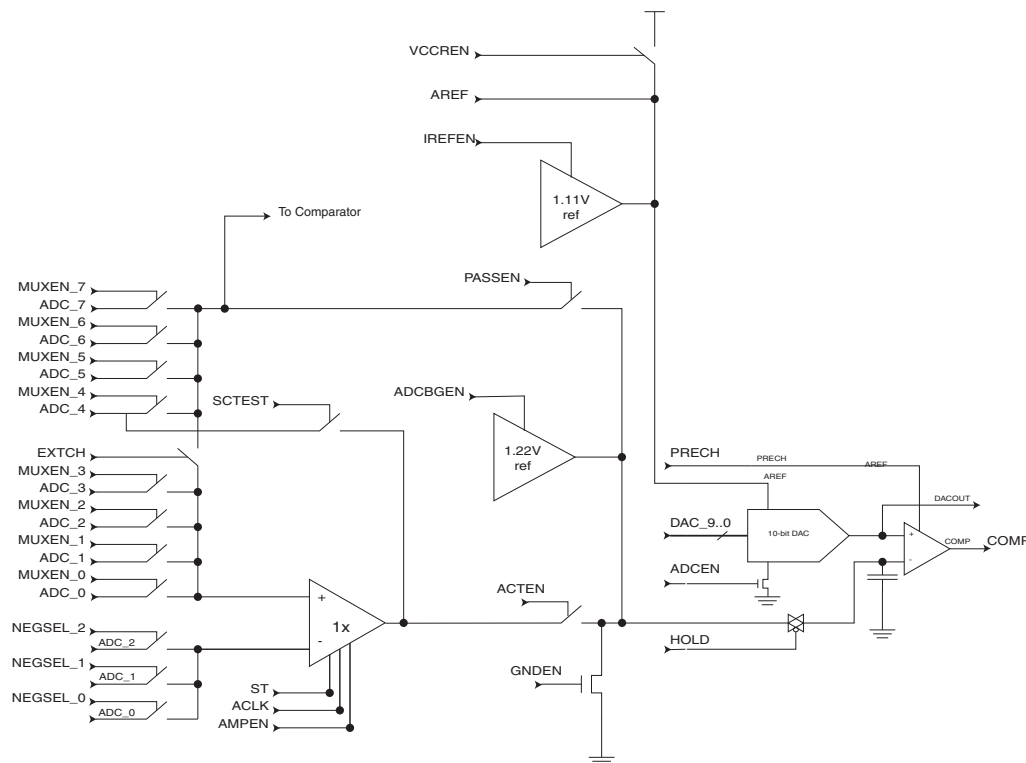 VCCREN
AREF
IREFEN
1.11V
ref
To Comparator
PASSEN
MUXEN_7
ADC_7
MUXEN_6
ADC_6
MUXEN_5
ADC_5
MUXEN_4
ADC_4
SCTEST
ADCBGEN
1.22V
ref
EXTCH
MUXEN_3
ADC_3
MUXEN_2
ADC_2
MUXEN_1
ADC_1
MUXEN_0
ADC_0
PRECH
PRECH
AREF
AREF
DACOUT
DAC_9..0
10-bit DAC
+
-
COMP
COMP
ADCEN
ACTEN
+
1x
-
NEGSEL_2
ADC_2
NEGSEL_1
ADC_1
NEGSEL_0
ADC_0
HOLD
GNDEN
ST
ACLK
AMPEN